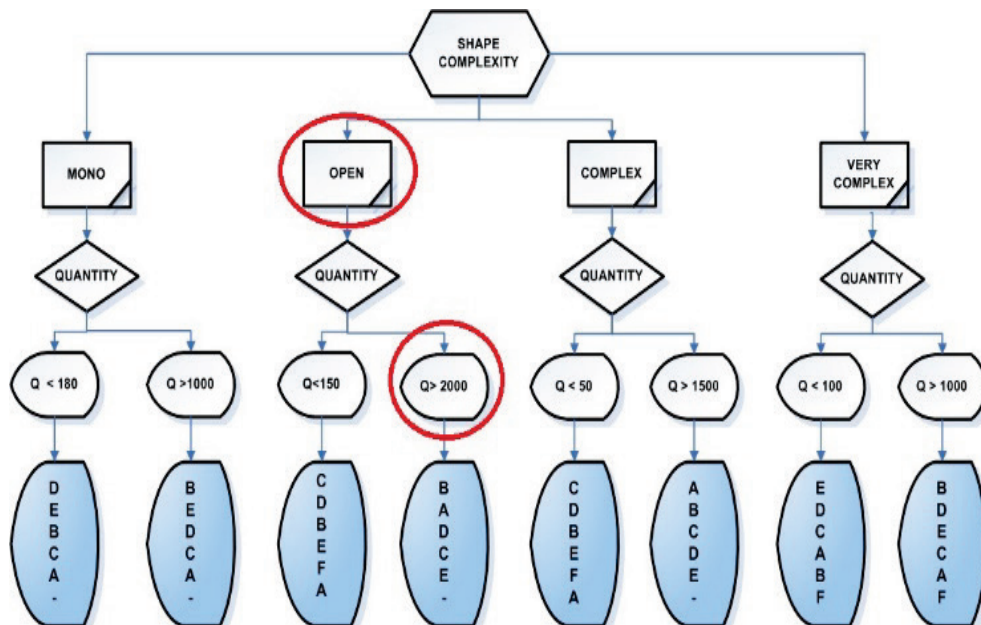 SHAPE
COMPLEXITY
MONO
OPEN
COMPLEX
VERY
COMPLEX
QUANTITY
QUANTITY
QUANTITY
QUANTITY
Q < 180
Q >1000
Q<150
Q> 2000
Q < 50
Q > 1500
Q < 100
Q > 1000
D
E
B
C
A
-
B
E
D
C
A
-
C
D
B
E
F
A
B
A
D
C
E
-
C
D
B
E
F
A
A
B
C
D
E
-
E
D
C
A
B
F
B
D
E
C
A
F